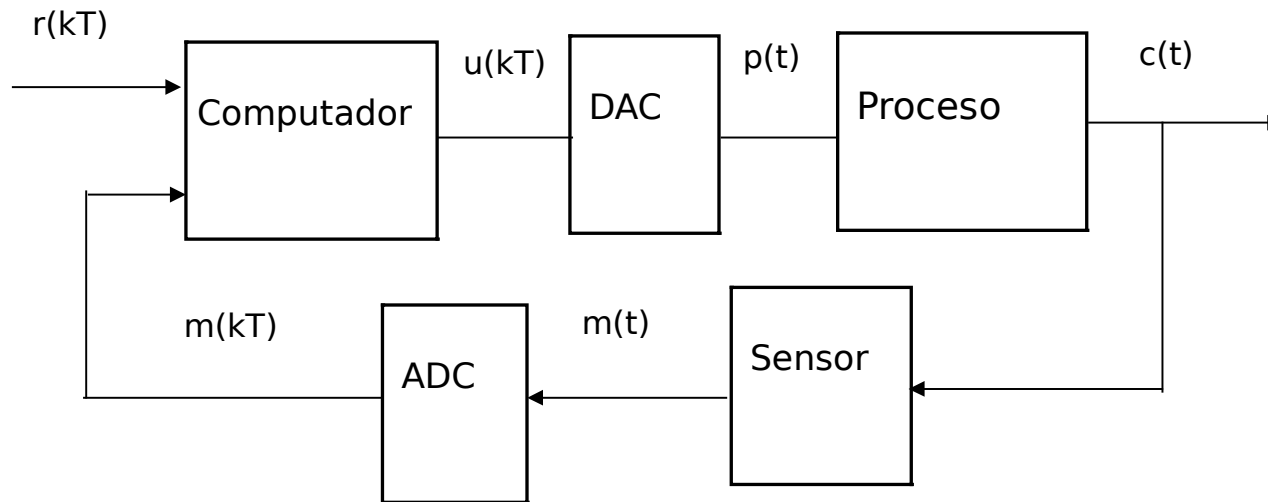 r(kT)
Computador
u(kT)
DAC
p(t)
Proceso
c(t)
m(kT)
ADC
m(t)
Sensor